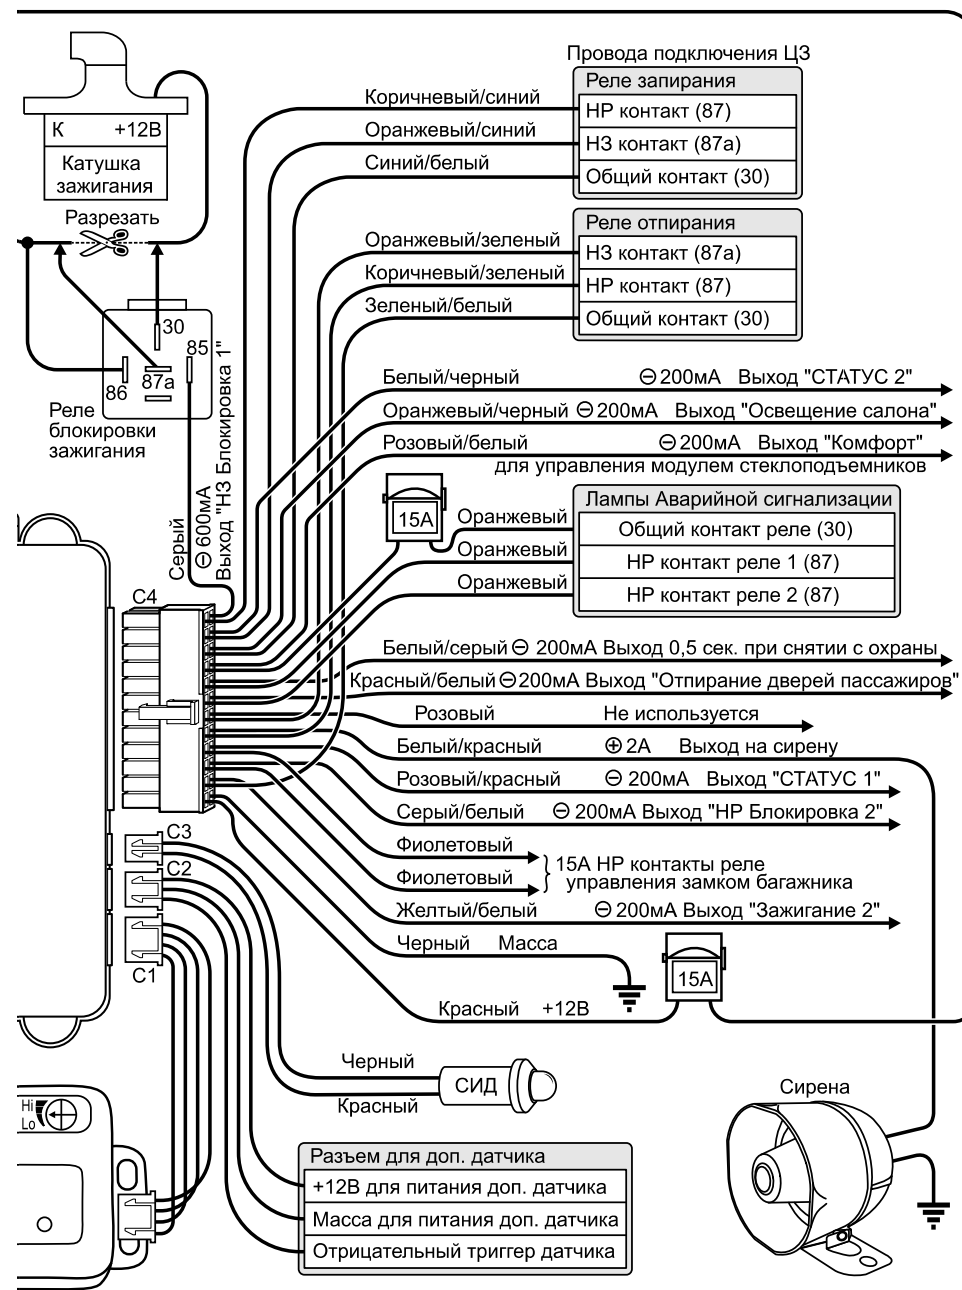 Провода подключения ЦЗ
Реле запирания
Коричневый/синий
НР контакт (87)
Оранжевый/синий
НЗ контакт (87а)
Синий/белый
Общий контакт (30)
К +12В
Катушка
зажигания
Разрезать
Реле отпирания
Оранжевый/зеленый
НЗ контакт (87а)
Коричневый/зеленый
НР контакт (87)
Зеленый/белый
Общий контакт (30)
30
85
86
87а
Реле
блокировки
зажигания
Серый
⊖ 600мА
Выход "НЗ Блокировка 1"
Белый/черный ⊖200мА Выход "СТАТУС 2"
Оранжевый/черный ⊖200мА Выход "Освещение салона"
Розовый/белый ⊖200мА Выход "Комфорт"
для управления модулем стеклоподъемников
15А
Лампы Аварийной сигнализации
Оранжевый
Общий контакт реле (30)
Оранжевый
НР контакт реле 1 (87)
Оранжевый
НР контакт реле 2 (87)
С4
Белый/серый ⊖ 200мА Выход 0,5 сек. при снятии с охраны
Красный/белый ⊖200мА Выход "Отпирание дверей пассажиров"
Розовый Не используется
Белый/красный ⊕ 2А Выход на сирену
Розовый/красный ⊖ 200мА Выход "СТАТУС 1"
Серый/белый ⊖ 200мА Выход "НР Блокировка 2"
С3
Фиолетовый
15А НР контакты реле
С2
Фиолетовый
управления замком багажника
Желтый/белый ⊖ 200мА Выход "Зажигание 2"
Черный Масса
С1
15А
Красный +12В
Черный
СИД
Красный
Сирена
Hi
Lo
Разъем для доп. датчика
+12В для питания доп. датчика
Масса для питания доп. датчика
Отрицательный триггер датчика